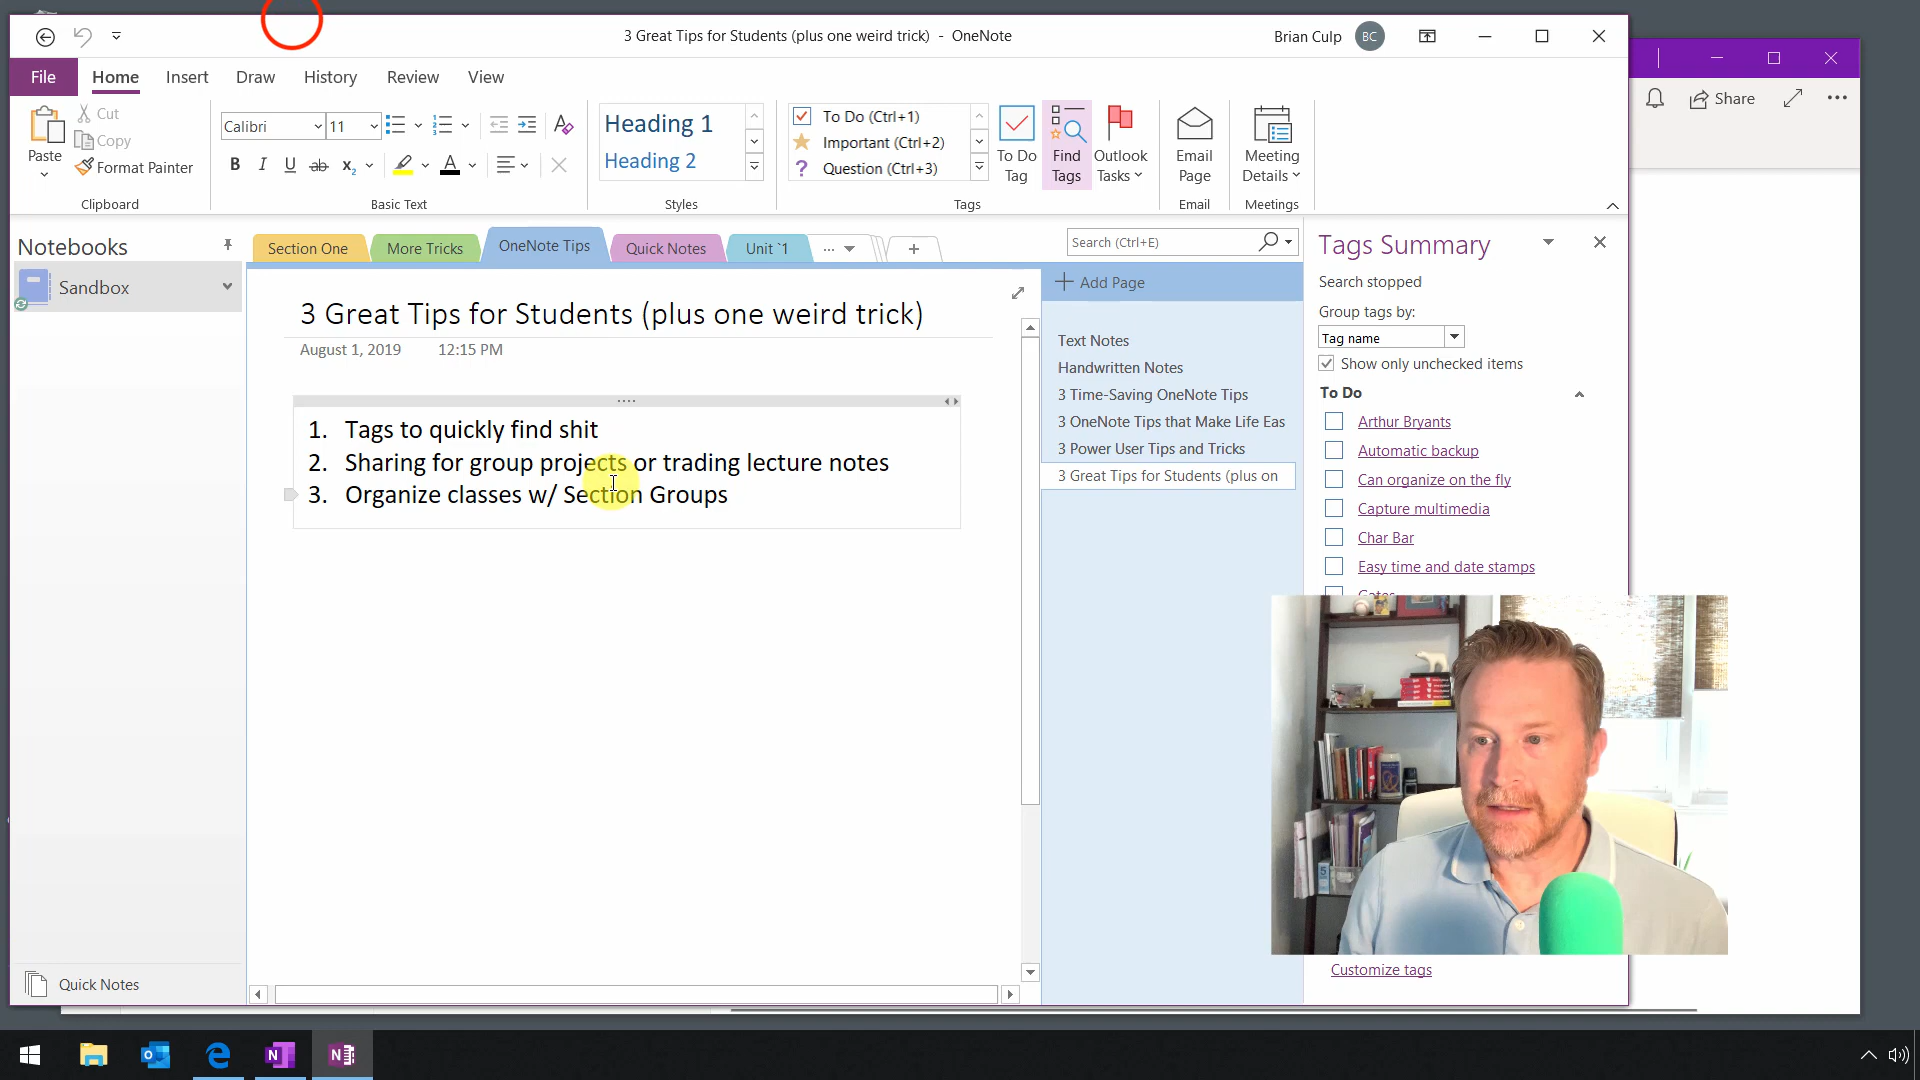 3 Great Tips for Students (plus one weird trick) - OneNote
Brian Culp
BC
File
Home
Insert
Draw
History
Review
View
Share
Paste
Cut
Copy
Format Painter
Clipboard
Calibri
11
Basic Text
Heading 1
Heading 2
Styles
To Do (Ctrl+1)
Important (Ctrl+2)
Question (Ctrl+3)
To Do
Tag
Find
Tags
Outlook
Tasks
Tags
Email
Page
Email
Meeting
Details
Meetings
Notebooks
Sandbox
Quick Notes
Section One
More Tricks
OneNote Tips
Quick Notes
Unit `1
...
Search (Ctrl+E)
3 Great Tips for Students (plus one weird trick)
August 1, 2019
12:15 PM
1. Tags to quickly find shit
2. Sharing for group projects or trading lecture notes
3. Organize classes w/ Section Groups
Add Page
Text Notes
Handwritten Notes
3 Time-Saving OneNote Tips
3 OneNote Tips that Make Life Eas
3 Power User Tips and Tricks
3 Great Tips for Students (plus on
Tags Summary
Search stopped
Group tags by:
Tag name
Show only unchecked items
To Do
Arthur Bryants
Automatic backup
Can organize on the fly
Capture multimedia
Char Bar
Easy time and date stamps
Customize tags